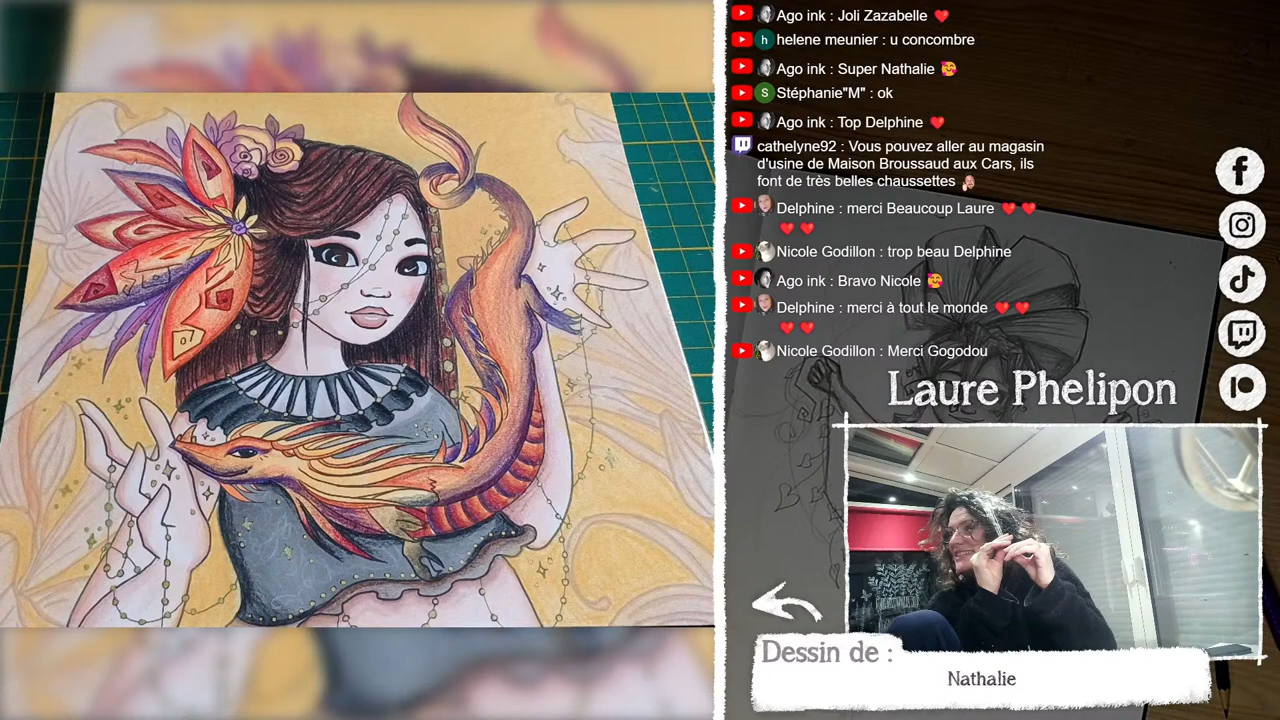 Ago ink : Joli Zazabelle ❤️
helene meunier : u concombre
Ago ink : Super Nathalie 🥰
Stéphanie"M" : ok
Ago ink : Top Delphine ❤️
cathelyne92 : Vous pouvez aller au magasin
d'usine de Maison Broussaud aux Cars, ils
font de très belles chaussettes
Delphine : merci Beaucoup Laure ❤️ ❤️
❤️ ❤️
Nicole Godillon : trop beau Delphine
Ago ink : Bravo Nicole 🥰
Delphine : merci à tout le monde ❤️ ❤️
❤️ ❤️
Nicole Godillon : Merci Gogodou
Laure Phelipon
Dessin de :
Nathalie